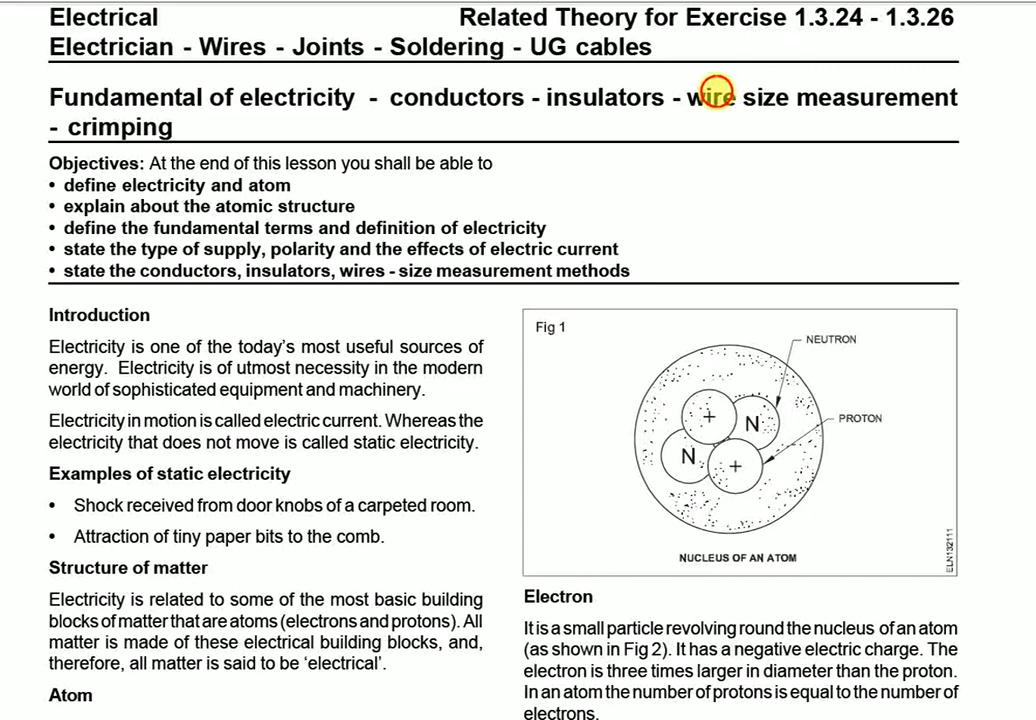 Electrical
Related Theory for Exercise 1.3.24 - 1.3.26
Electrician - Wires - Joints - Soldering - UG cables
Fundamental of electricity - conductors - insulators - wire size measurement
- crimping
Objectives: At the end of this lesson you shall be able to
• define electricity and atom
• explain about the atomic structure
• define the fundamental terms and definition of electricity
• state the type of supply, polarity and the effects of electric current
• state the conductors, insulators, wires - size measurement methods
Introduction
Electricity is one of the today's most useful sources of
energy. Electricity is of utmost necessity in the modern
world of sophisticated equipment and machinery.
Electricity in motion is called electric current. Whereas the
electricity that does not move is called static electricity.
Examples of static electricity
• Shock received from door knobs of a carpeted room.
• Attraction of tiny paper bits to the comb.
Structure of matter
Electricity is related to some of the most basic building
blocks of matter that are atoms (electrons and protons). All
matter is made of these electrical building blocks, and,
therefore, all matter is said to be 'electrical'.
Atom
Fig 1
NEUTRON
PROTON
+
N
N
+
NUCLEUS OF AN ATOM
ELN132111
Electron
It is a small particle revolving round the nucleus of an atom
(as shown in Fig 2). It has a negative electric charge. The
electron is three times larger in diameter than the proton.
In an atom the number of protons is equal to the number of
electrons.